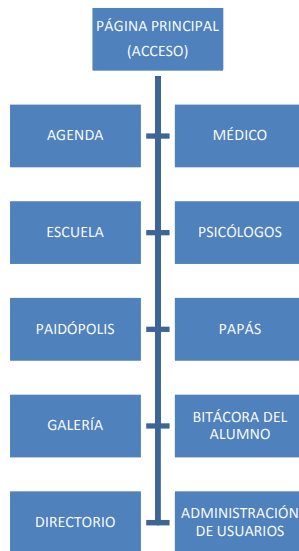 PÁGINA PRINCIPAL
(ACCESO)
AGENDA
MÉDICO
ESCUELA
PSICÓLOGOS
PAIDÓPOLIS
PAPÁS
GALERÍA
BITÁCORA DEL
ALUMNO
DIRECTORIO
ADMINISTRACIÓN
DE USUARIOS